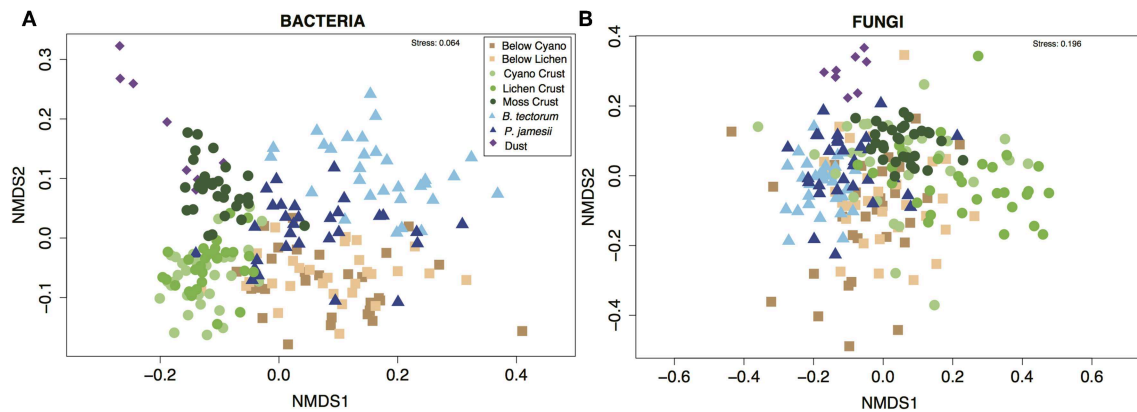 A
BACTERIA
Stress: 0.064
Below Cyano
Below Lichen
Cyano Crust
Lichen Crust
Moss Crust
B. tectorum
P. jamesii
Dust
NMDS2
0.3
0.2
0.1
0.0
−0.1
−0.2
0.0
0.2
0.4
NMDS1
B
FUNGI
Stress: 0.196
NMDS2
0.4
0.2
0.0
−0.2
−0.4
−0.6
−0.4
−0.2
0.0
0.2
0.4
0.6
NMDS1